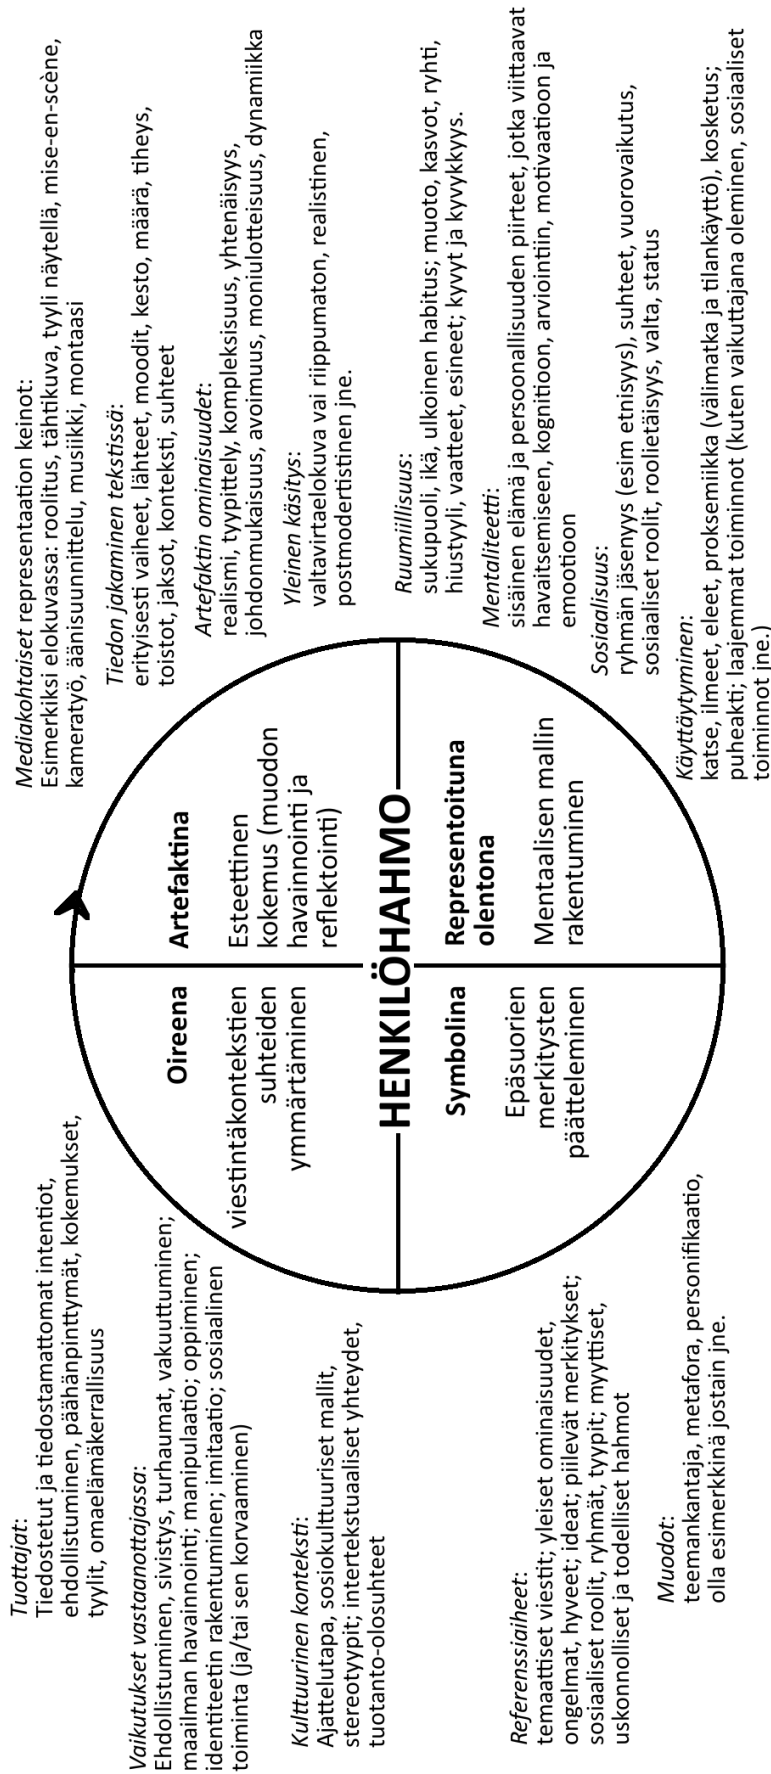 Tuottajat:
Tiedostetut ja tiedostamattomat intentiot,
ehdollistuminen, päähänpinttymät, kokemukset,
tyylit, omaelämäkerrallisuus
Vaikutukset vastaanottajassa:
Ehdollistuminen, sivistys, turhaumat, vakuuttuminen;
maailman havainnointi; manipulaatio; oppiminen;
identiteetin rakentuminen; imitaatio; sosiaalinen
toiminta (ja/tai sen korvaaminen)
Kulttuurinen konteksti:
Ajattelutapa, sosiokulttuuriset mallit,
stereotyypit; intertekstuaaliset yhteydet,
tuotanto-olosuhteet
Referenssiaiheet:
temaattiset viestit; yleiset ominaisuudet,
ongelmat, hyveet; ideat; piilevät merkitykset;
sosiaaliset roolit, ryhmät, tyypit; myyttiset,
uskonnolliset ja todelliset hahmot
Muodot:
teemankantaja, metafora, personifikaatio,
olla esimerkkinä jostain jne.
Oireena
viestintäkontekstien
suhteiden
ymmärtäminen
Artefaktina
Esteettinen
kokemus (muodon
havainnointi ja
reflektointi)
HENKILÖHAHMO
Symbolina
Epäsuorien
merkitysten
päätteleminen
Representoituna
olentona
Mentaalisen mallin
rakentuminen
Mediakohtaiset representaation keinot:
Esimerkiksi elokuvassa: roolitus, tähtikuva, tyyli näytellä, mise-en-scène,
kameratyö, äänisuunnittelu, musiikki, montaasi
Tiedon jakaminen tekstissä:
erityisesti vaiheet, lähteet, moodit, kesto, määrä, tiheys,
toistot, jaksot, konteksti, suhteet
Artefaktin ominaisuudet:
realismi, tyypittely, kompleksisuus, yhtenäisyys,
johdonmukaisuus, avoimuus, moniulotteisuus, dynamiikka
Yleinen käsitys:
valtavirtaelokuva vai riippumaton, realistinen,
postmodertistinen jne.
Ruumiillisuus:
sukupuoli, ikä, ulkoinen habitus; muoto, kasvot, ryhti,
hiustyyli, vaatteet, esineet; kyvyt ja kyvykkyys.
Mentaliteetti:
sisäinen elämä ja persoonallisuuden piirteet, jotka viittaavat
havaitsemiseen, kognitioon, arviointiin, motivaatioon ja
emootioon
Sosiaalisuus:
ryhmän jäsenyys (esim etnisyys), suhteet, vuorovaikutus,
sosiaaliset roolit, roolietäisyys, valta, status
Käyttäytyminen:
katse, ilmeet, eleet, proksemiikka (välimatka ja tilankäyttö), kosketus;
puheakti; laajemmat toiminnot (kuten vaikuttajana oleminen, sosiaaliset
toiminnot jne.)